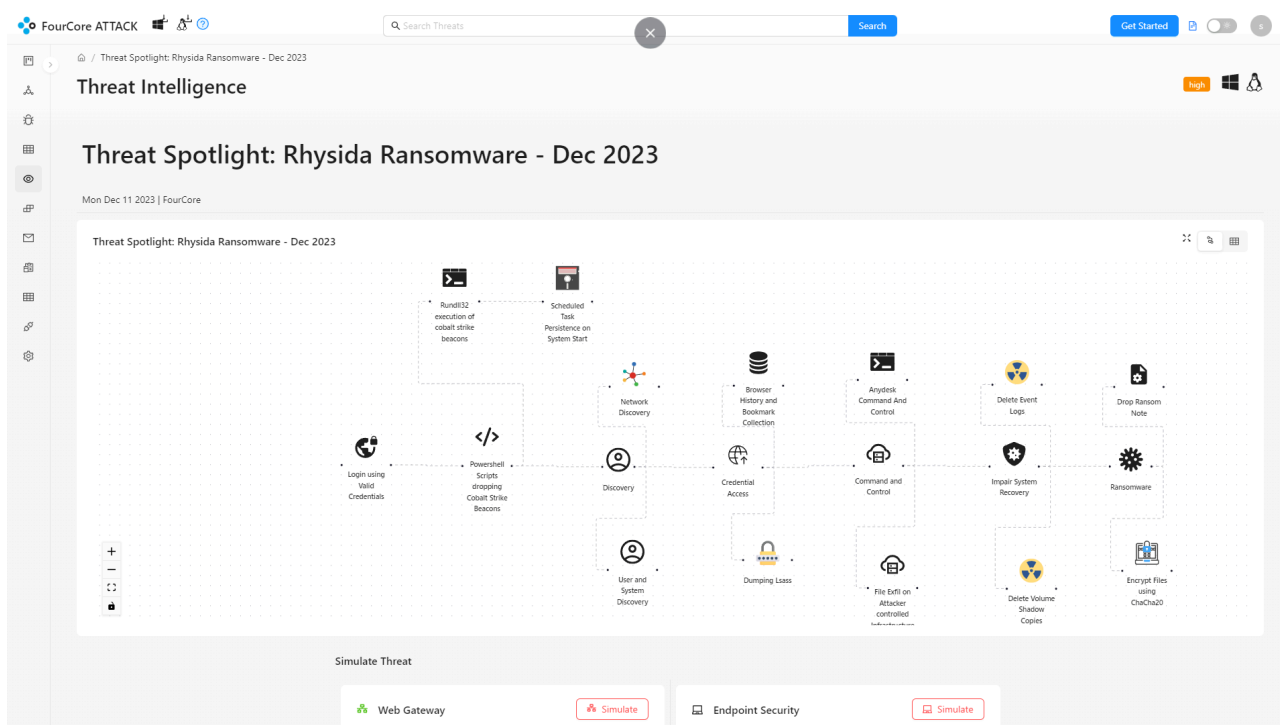 FourCore ATTACK
Search Threats
Search
Get Started
s
/ Threat Spotlight: Rhysida Ransomware - Dec 2023
Threat Intelligence
high
Threat Spotlight: Rhysida Ransomware - Dec 2023
Mon Dec 11 2023 | FourCore
Threat Spotlight: Rhysida Ransomware - Dec 2023
Rundll32
execution of
cobalt strike
beacons
Scheduled
Task
Persistence on
System Start
Network
Discovery
Browser
History and
Bookmark
Collection
Anydesk
Command And
Control
Delete Event
Logs
Drop Ransom
Note
Login using
Valid
Credentials
Powershell
Scripts
dropping
Cobalt Strike
Beacons
Discovery
Credential
Access
Command and
Control
Impair System
Recovery
Ransomware
User and
System
Discovery
Dumping Lsass
File Exfil on
Attacker
controlled
Infrastructure
Delete Volume
Shadow
Copies
Encrypt Files
using
ChaCha20
Simulate Threat
Web Gateway
Simulate
Endpoint Security
Simulate